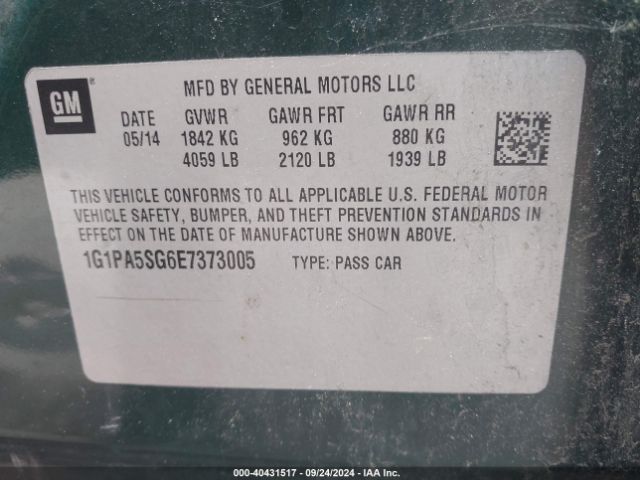 GM
MFD BY GENERAL MOTORS LLC
DATE GVWR GAWR FRT GAWR RR
05/14 1842 KG 962 KG 880 KG
4059 LB 2120 LB 1939 LB
THIS VEHICLE CONFORMS TO ALL APPLICABLE U.S. FEDERAL MOTOR
VEHICLE SAFETY, BUMPER, AND THEFT PREVENTION STANDARDS IN
EFFECT ON THE DATE OF MANUFACTURE SHOWN ABOVE.
1G1PA5SG6E7373005 TYPE: PASS CAR
000-40431517 - 09/24/2024 - IAA Inc.